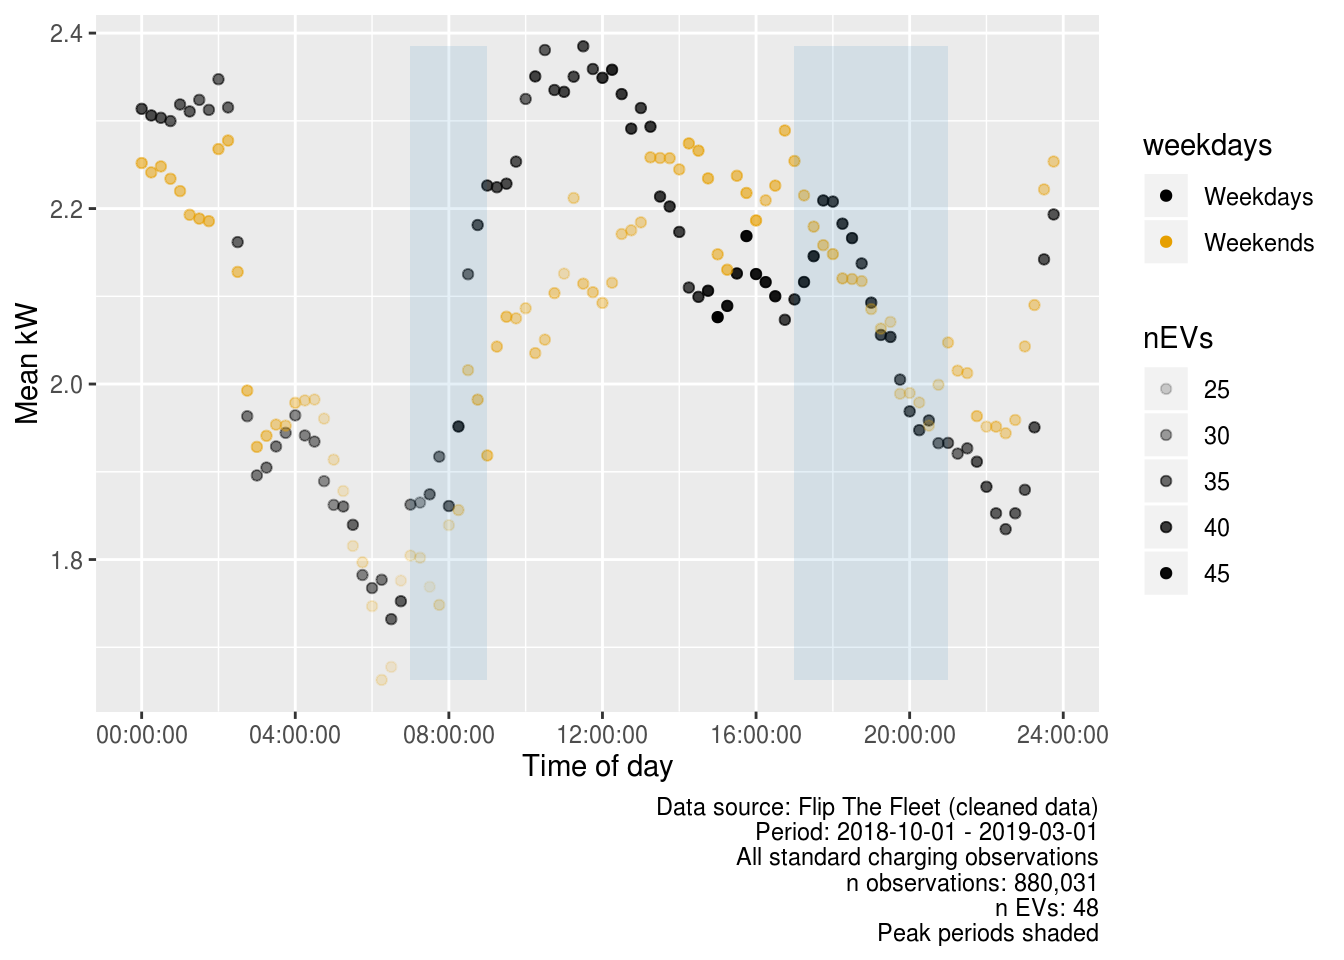 2.4
2.2
2.0
1.8
Mean kW
00:00:00 04:00:00 08:00:00 12:00:00 16:00:00 20:00:00 24:00:00
Time of day
weekdays
Weekdays
Weekends
nEVs
25
30
35
40
45
Data source: Flip The Fleet (cleaned data)
Period: 2018-10-01 - 2019-03-01
All standard charging observations
n observations: 880,031
n EVs: 48
Peak periods shaded